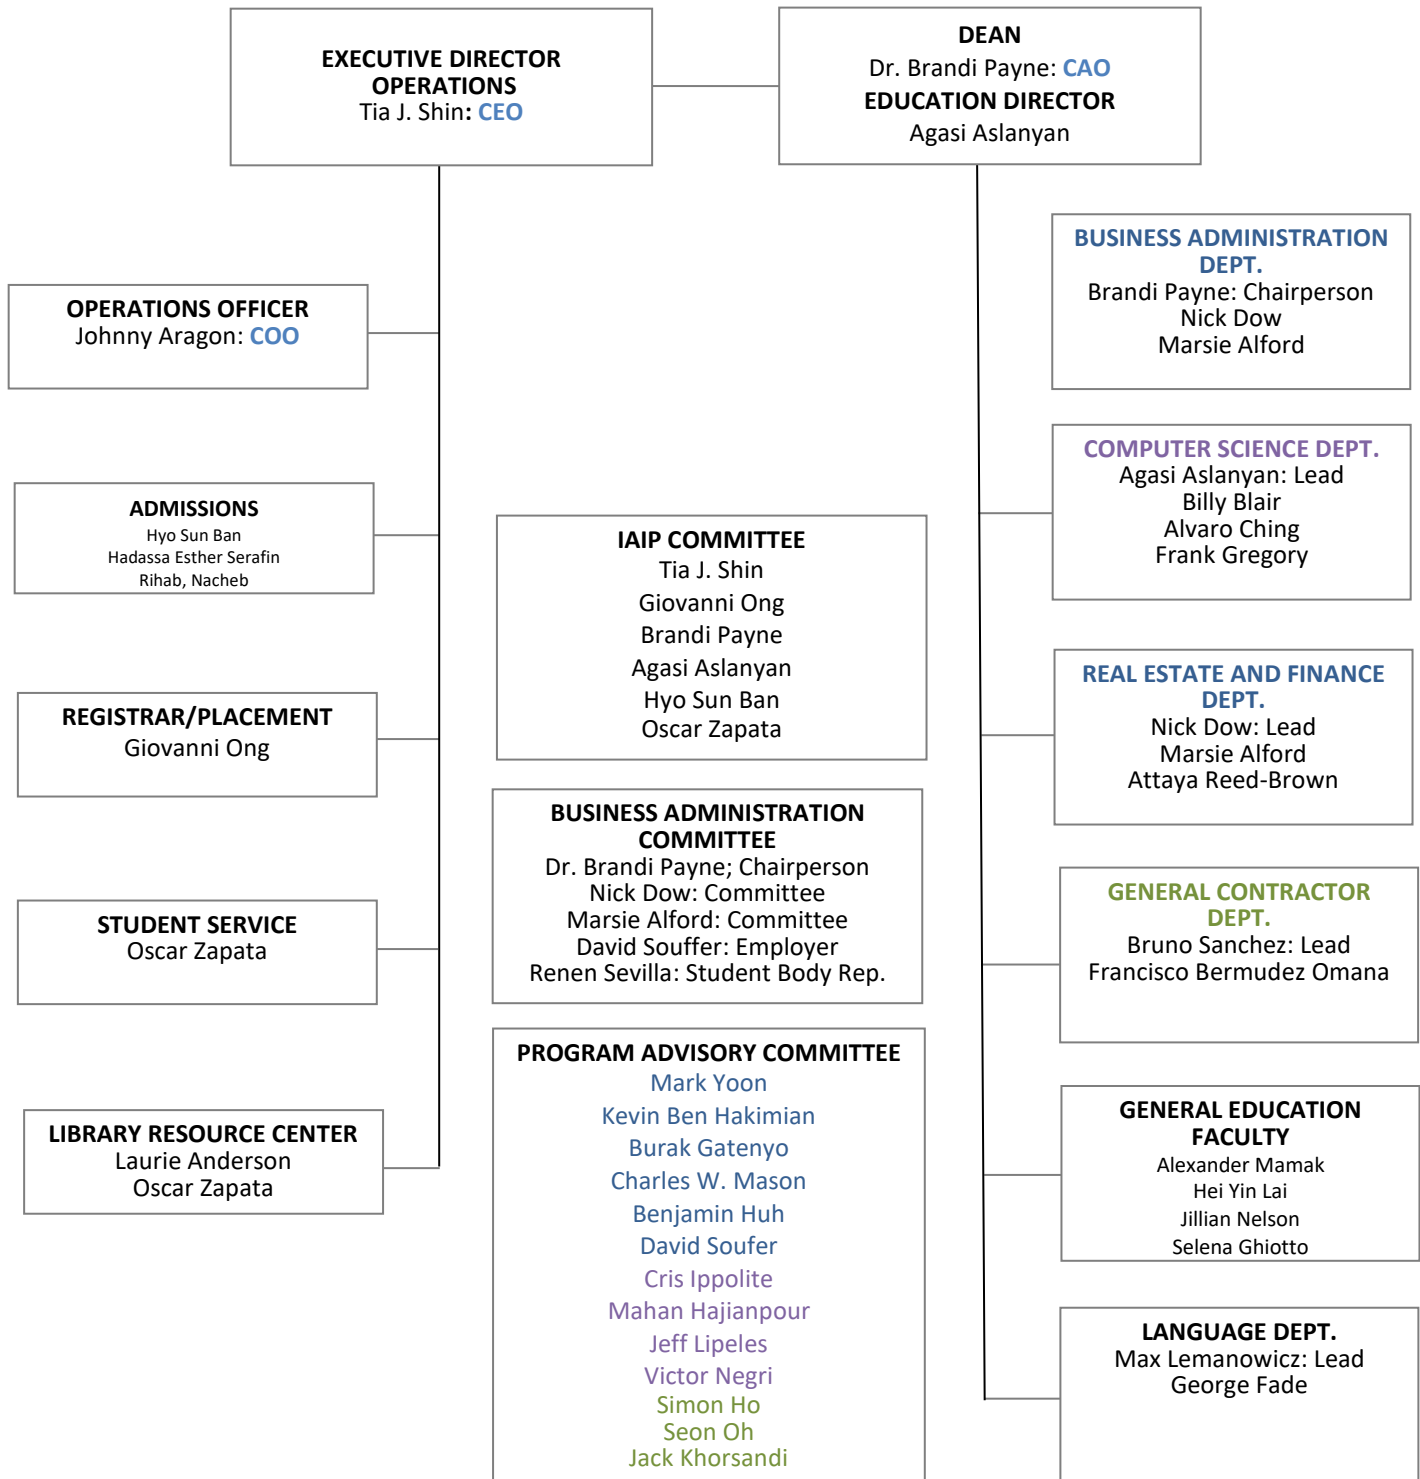 EXECUTIVE DIRECTOR
OPERATIONS
Tia J. Shin: CEO
DEAN
Dr. Brandi Payne: CAO
EDUCATION DIRECTOR
Agasi Aslanyan
OPERATIONS OFFICER
Johnny Aragon: COO
ADMISSIONS
Hyo Sun Ban
Hadassa Esther Serafin
Rihab, Nacheb
REGISTRAR/PLACEMENT
Giovanni Ong
STUDENT SERVICE
Oscar Zapata
LIBRARY RESOURCE CENTER
Laurie Anderson
Oscar Zapata
IAIP COMMITTEE
Tia J. Shin
Giovanni Ong
Brandi Payne
Agasi Aslanyan
Hyo Sun Ban
Oscar Zapata
BUSINESS ADMINISTRATION
COMMITTEE
Dr. Brandi Payne; Chairperson
Nick Dow: Committee
Marsie Alford: Committee
David Souffer: Employer
Renen Sevilla: Student Body Rep.
PROGRAM ADVISORY COMMITTEE
Mark Yoon
Kevin Ben Hakimian
Burak Gatenyo
Charles W. Mason
Benjamin Huh
David Soufer
Cris Ippolite
Mahan Hajianpour
Jeff Lipeles
Victor Negri
Simon Ho
Seon Oh
Jack Khorsandi
BUSINESS ADMINISTRATION
DEPT.
Brandi Payne: Chairperson
Nick Dow
Marsie Alford
COMPUTER SCIENCE DEPT.
Agasi Aslanyan: Lead
Billy Blair
Alvaro Ching
Frank Gregory
REAL ESTATE AND FINANCE
DEPT.
Nick Dow: Lead
Marsie Alford
Attaya Reed-Brown
GENERAL CONTRACTOR
DEPT.
Bruno Sanchez: Lead
Francisco Bermudez Omana
GENERAL EDUCATION
FACULTY
Alexander Mamak
Hei Yin Lai
Jillian Nelson
Selena Ghiotto
LANGUAGE DEPT.
Max Lemanowicz: Lead
George Fade